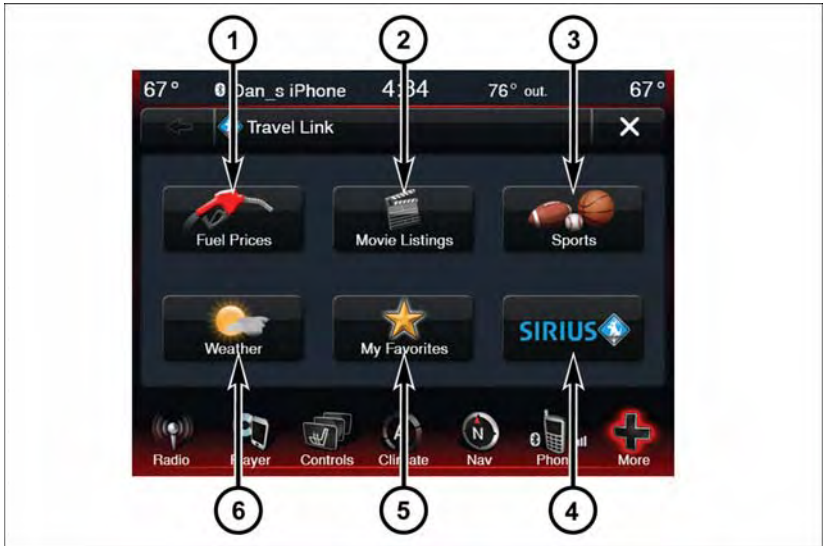 1 2 3
67° Dan_s iPhone 4:34 76° out. 67°
Travel Link
Fuel Prices Movie Listings Sports
Weather My Favorites SIRIUS
Radio Player Controls Climate Nav Phone More
6 5 4